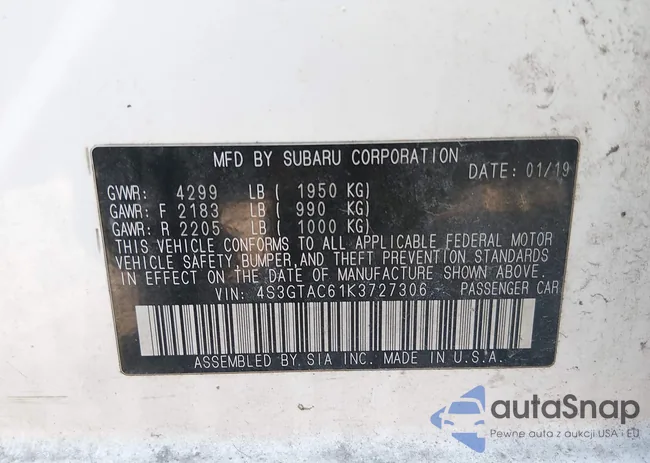 MFD BY SUBARU CORPORATION
DATE: 01/19
GVWR: 4299 LB ( 1950 KG)
GAWR: F 2183 LB ( 990 KG)
GAWR: R 2205 LB ( 1000 KG)
THIS VEHICLE CONFORMS TO ALL APPLICABLE FEDERAL MOTOR
VEHICLE SAFETY, BUMPER, AND THEFT PREVENTION STANDARDS
IN EFFECT ON THE DATE OF MANUFACTURE SHOWN ABOVE.
VIN: 4S3GTAC61K3727306 PASSENGER CAR
ASSEMBLED BY SIA INC. MADE IN U.S.A.
autaSnap
Pewne auta z aukcji USA i EU